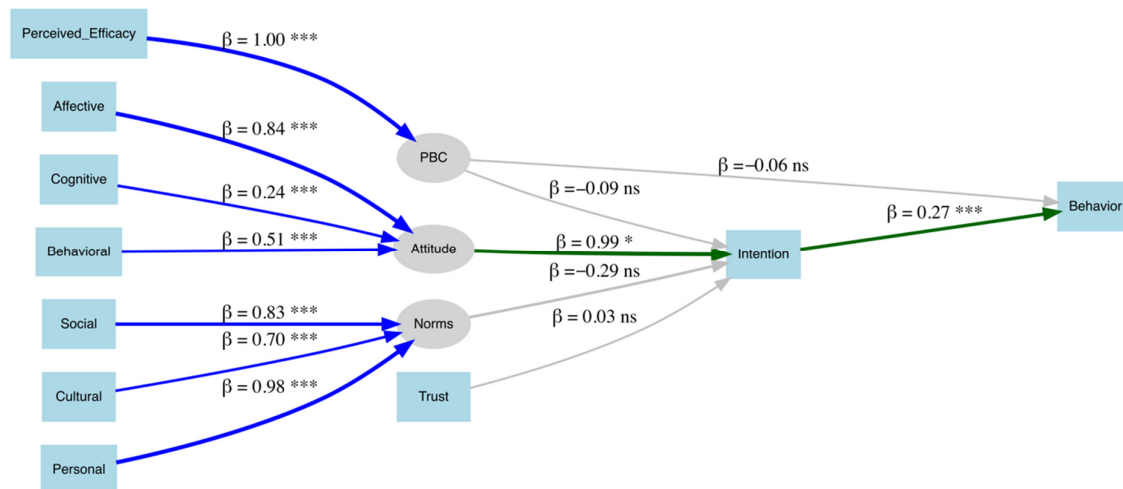 Perceived_Efficacy
β = 1.00 ***
Affective
β = 0.84 ***
Cognitive
β = 0.24 ***
Behavioral
β = 0.51 ***
Social
β = 0.83 ***
Cultural
β = 0.70 ***
Personal
β = 0.98 ***
PBC
Attitude
Norms
Trust
β =−0.06 ns
β =−0.09 ns
β = 0.99 *
β =−0.29 ns
β = 0.03 ns
Intention
β = 0.27 ***
Behavior